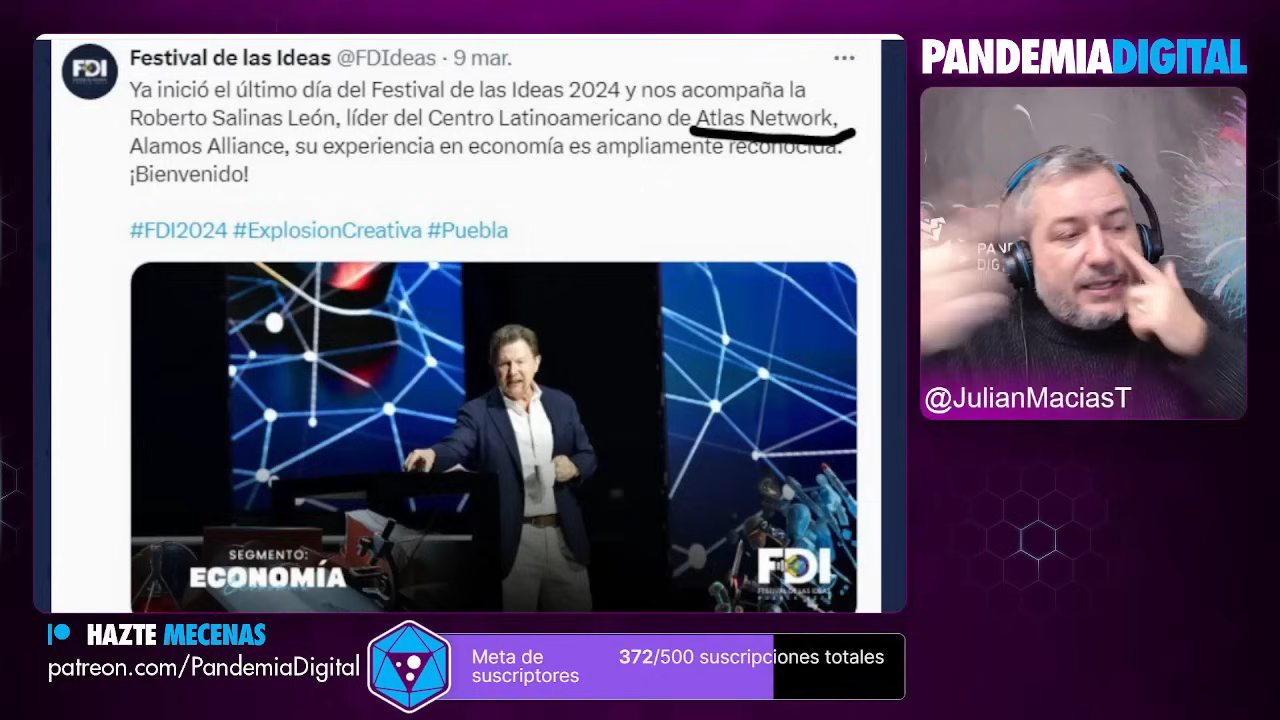 Festival de las Ideas @FDIdeas · 9 mar.
Ya inició el último día del Festival de las Ideas 2024 y nos acompaña la
Roberto Salinas León, líder del Centro Latinoamericano de Atlas Network,
Alamos Alliance, su experiencia en economía es ampliamente reconocida.
¡Bienvenido!
#FDI2024 #ExplosionCreativa #Puebla
FDI
SEGMENTO:
ECONOMÍA
FDI
FESTIVAL DE LAS IDEAS
PANDEMIADIGITAL
PAN
DIG
@JulianMaciasT
HAZTE MECENAS
patreon.com/PandemiaDigital
Meta de
suscriptores
372/500 suscripciones totales